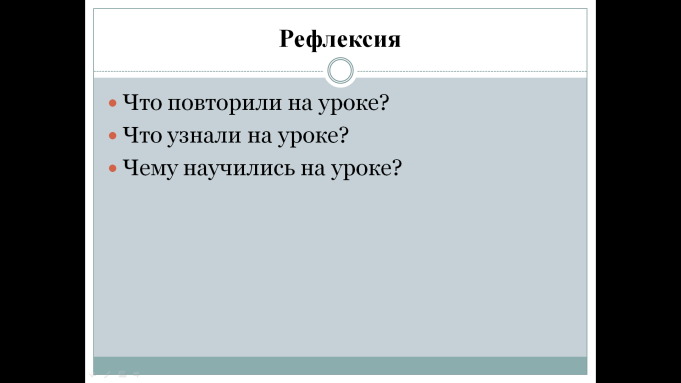 Рефлексия
• Что повторили на уроке?
• Что узнали на уроке?
• Чему научились на уроке?